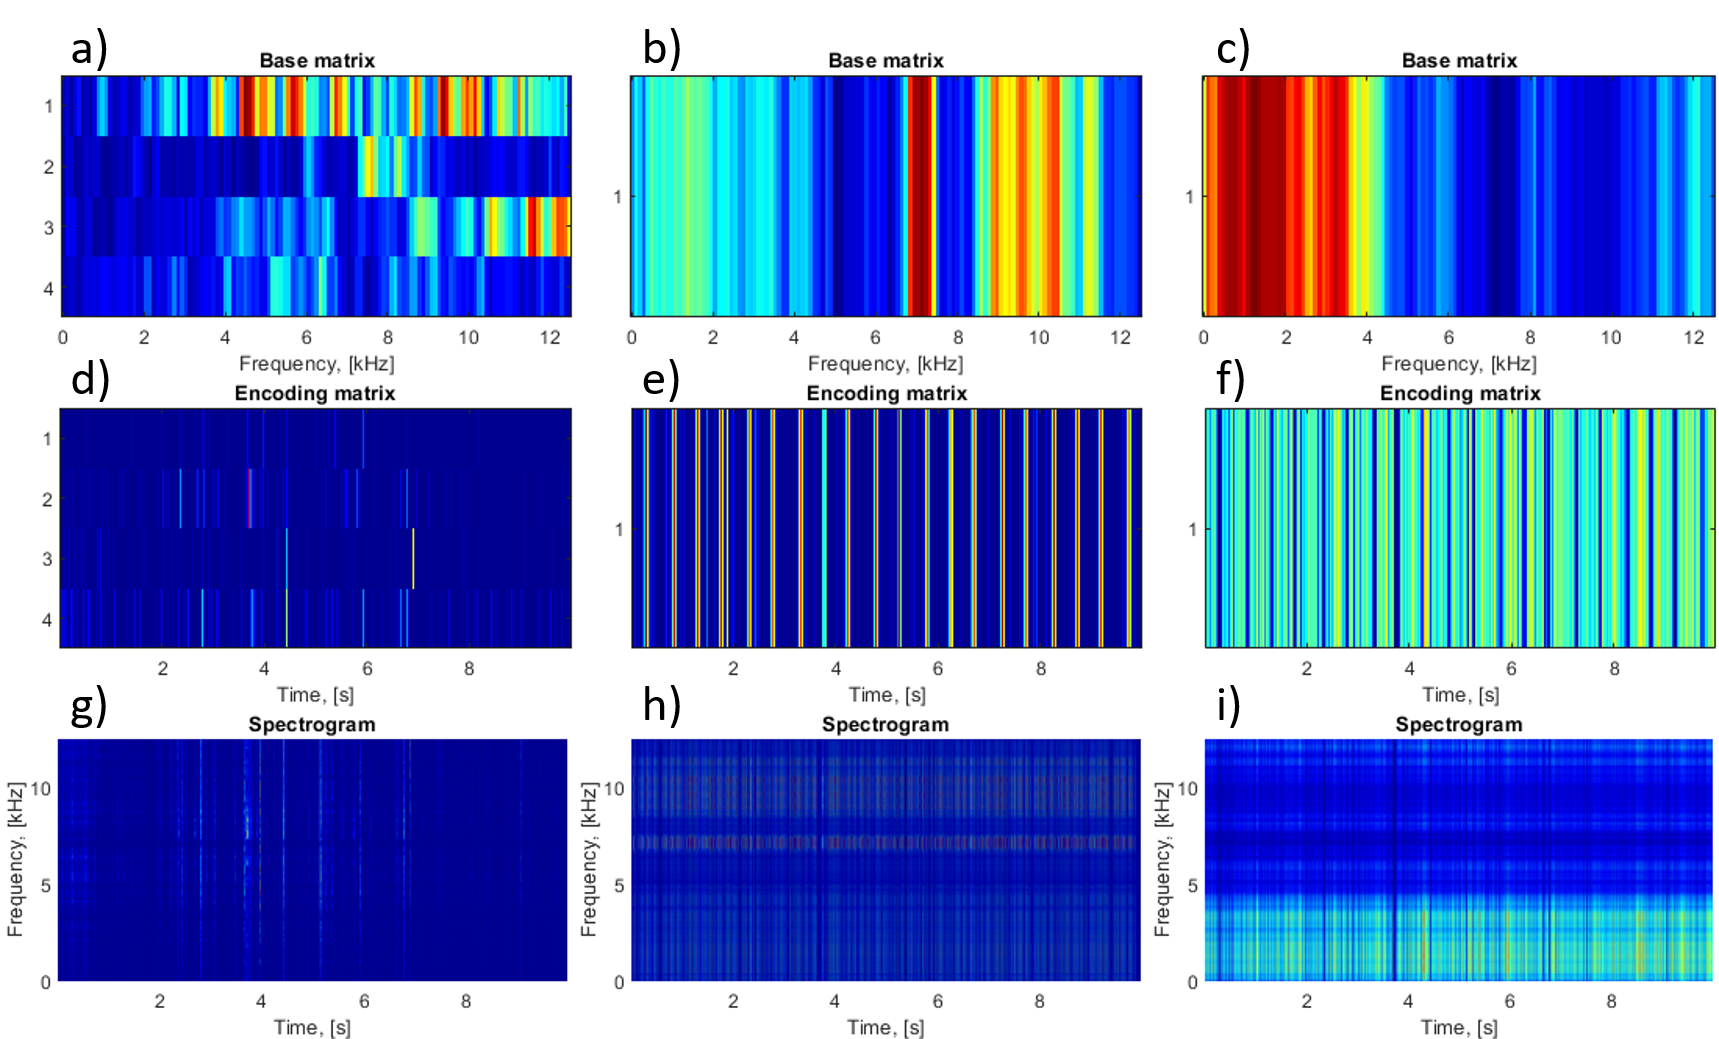 a)
Base matrix
1
2
3
4
0 2 4 6 8 10 12
Frequency, [kHz]
b)
Base matrix
1
0 2 4 6 8 10 12
Frequency, [kHz]
c)
Base matrix
1
0 2 4 6 8 10 12
Frequency, [kHz]
d)
Encoding matrix
1
2
3
4
2 4 6 8
Time, [s]
e)
Encoding matrix
1
2 4 6 8
Time, [s]
f)
Encoding matrix
1
2 4 6 8
Time, [s]
g)
Spectrogram
Frequency, [kHz]
10
5
0
2 4 6 8
Time, [s]
h)
Spectrogram
Frequency, [kHz]
10
5
0
2 4 6 8
Time, [s]
i)
Spectrogram
Frequency, [kHz]
10
5
0
2 4 6 8
Time, [s]